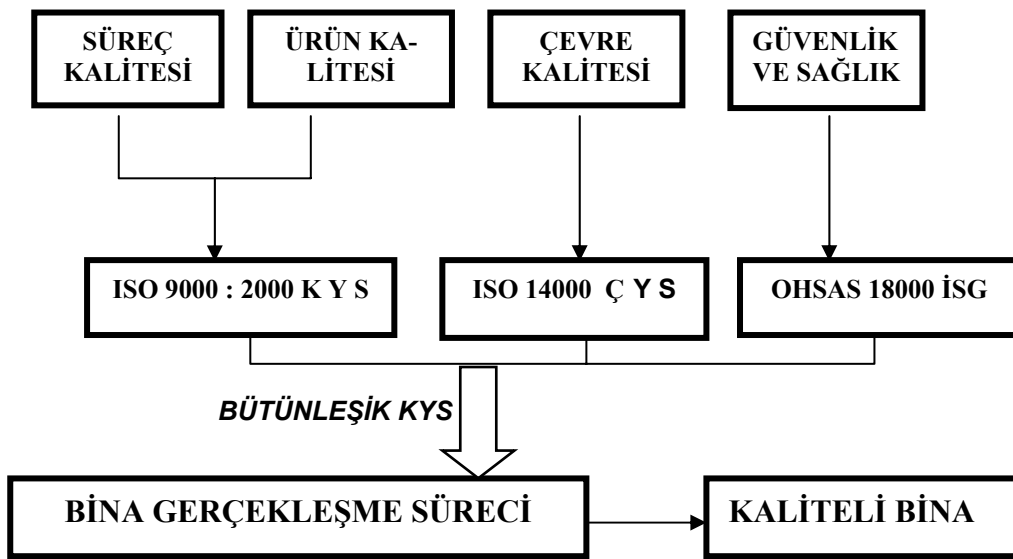 SÜREÇ
KALİTESİ
ÜRÜN KA-
LİTESİ
ÇEVRE
KALİTESİ
GÜVENLİK
VE SAĞLIK
ISO 9000 : 2000 K Y S
ISO 14000 Ç Y S
OHSAS 18000 İSG
BÜTÜNLEŞİK KYS
BİNA GERÇEKLEŞME SÜRECİ
KALİTELİ BİNA